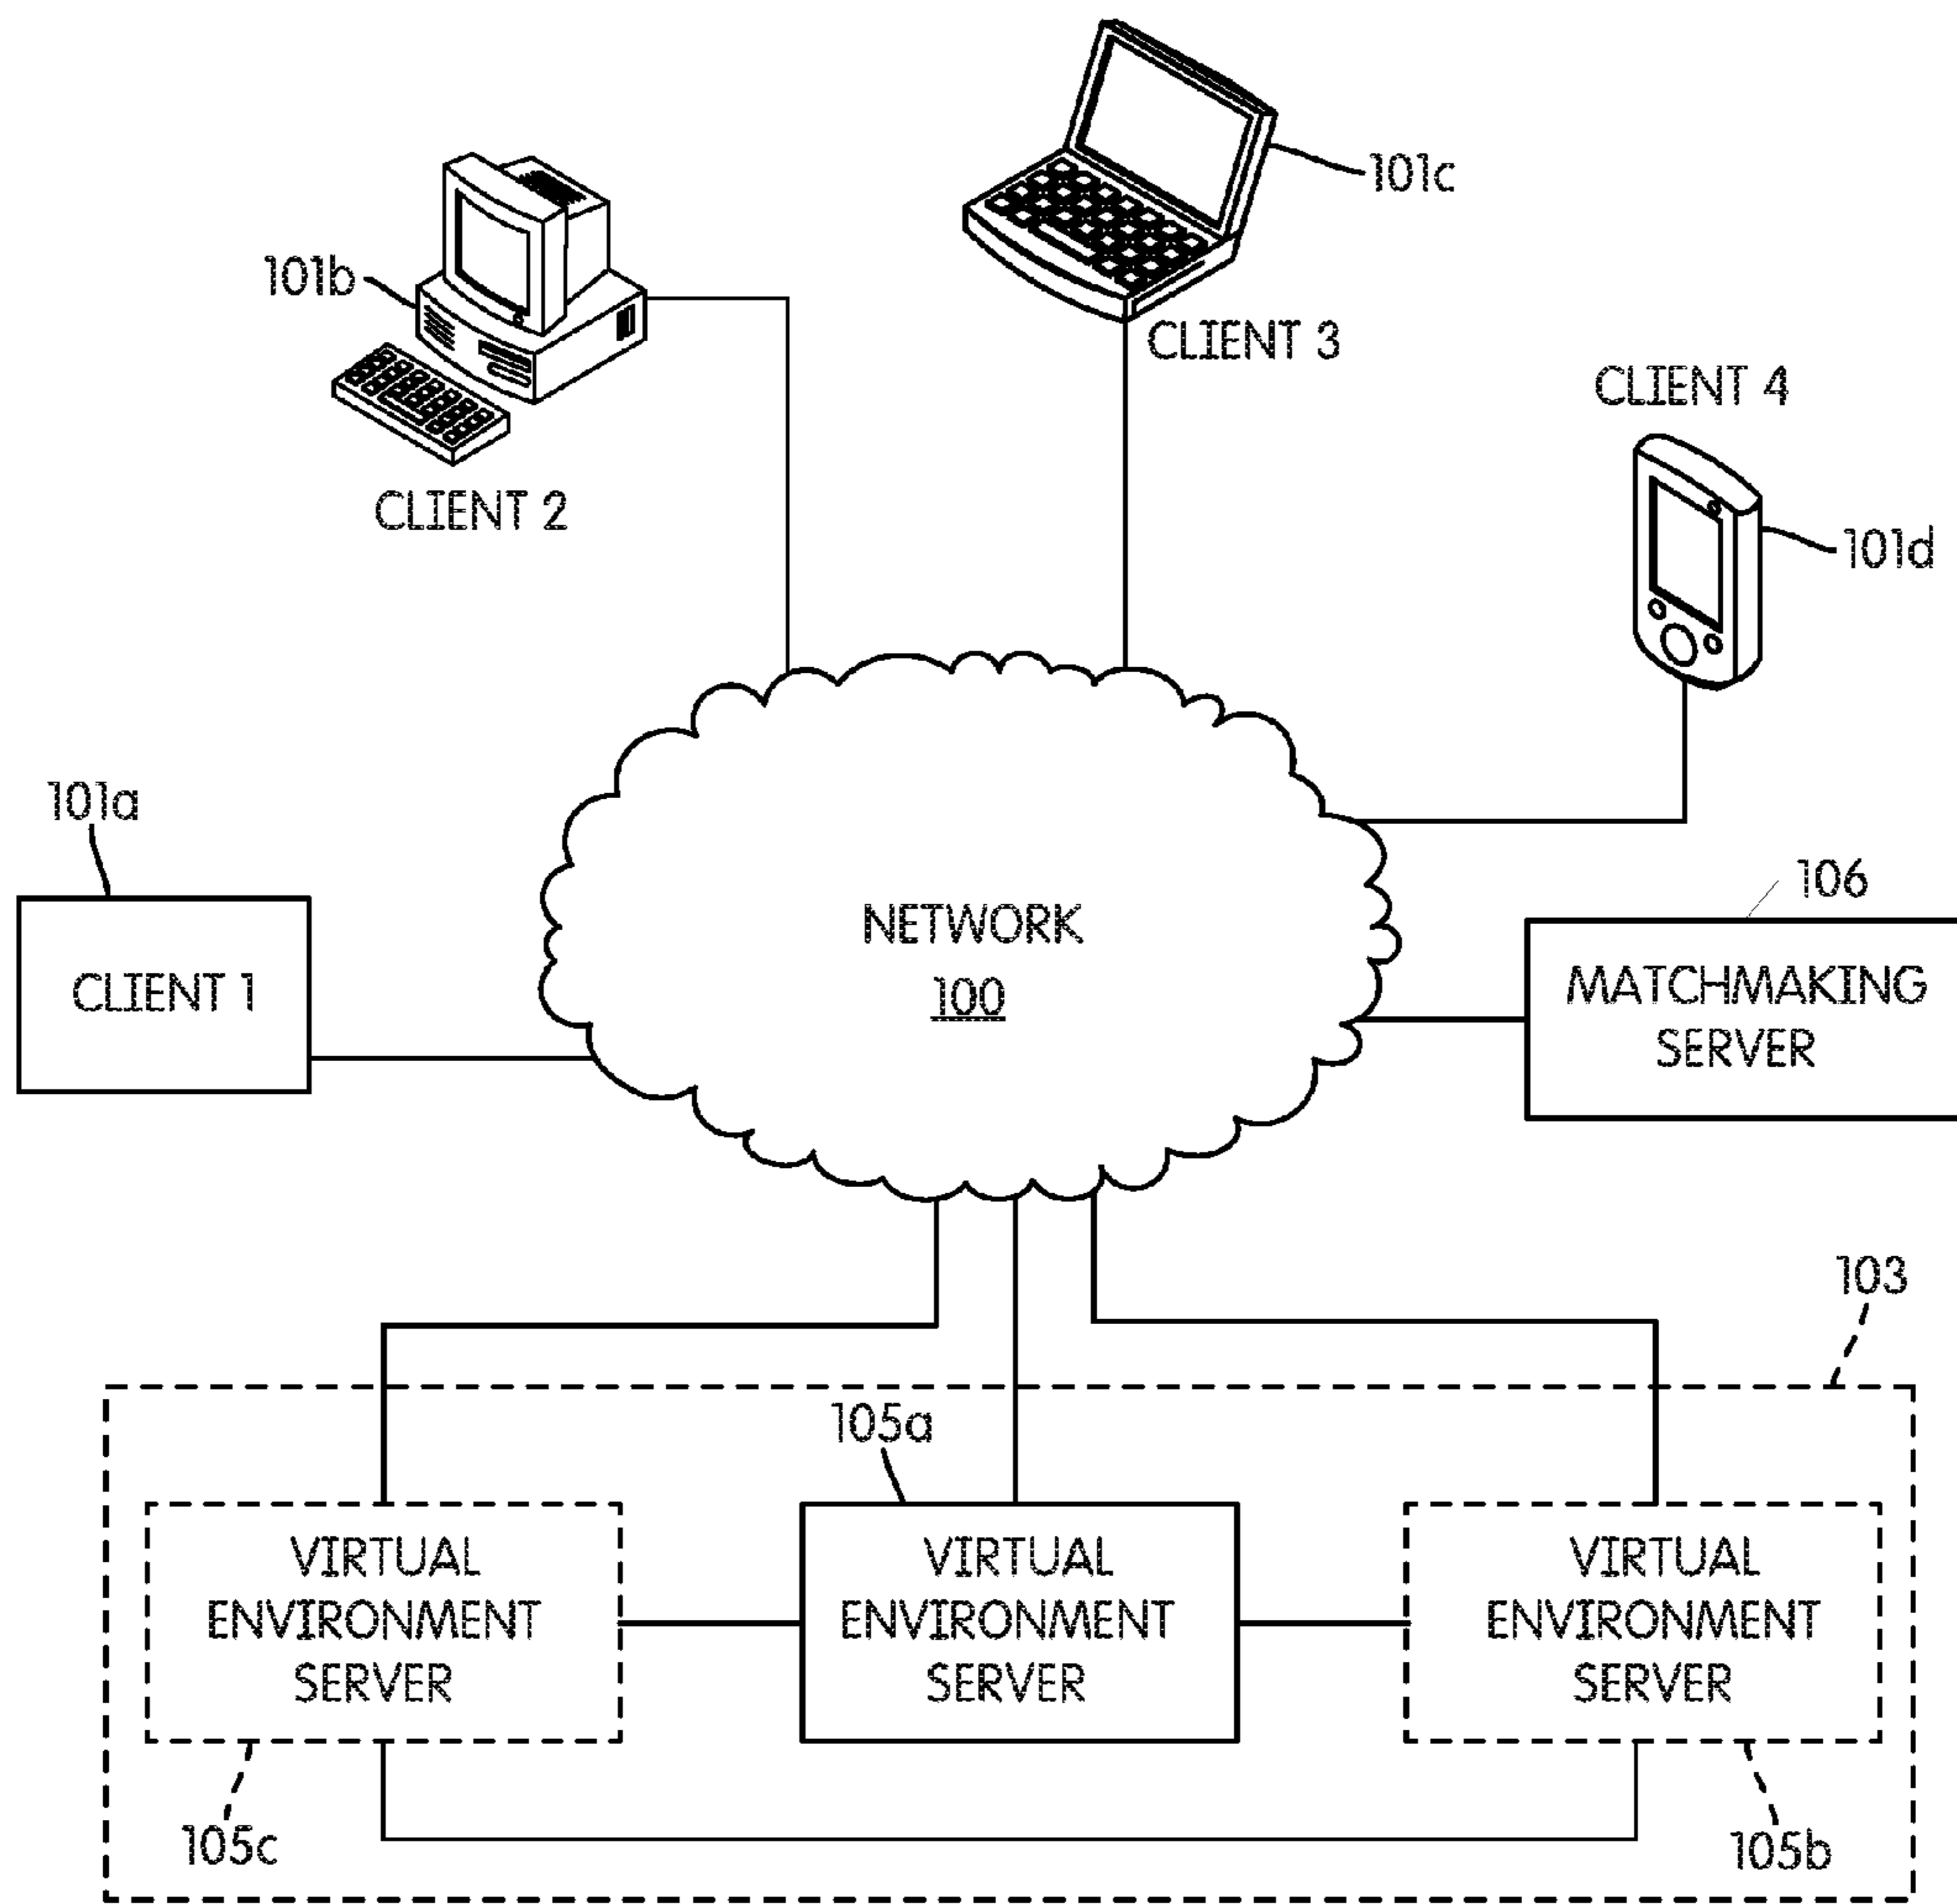 101c
101b
CLIENT 3
CLIENT 4
CLIENT 2
101d
101a
106
NETWORK
100
CLIENT 1
MATCHMAKING
SERVER
103
105a
VIRTUAL
ENVIRONMENT
SERVER
VIRTUAL
ENVIRONMENT
SERVER
VIRTUAL
ENVIRONMENT
SERVER
105c
105b